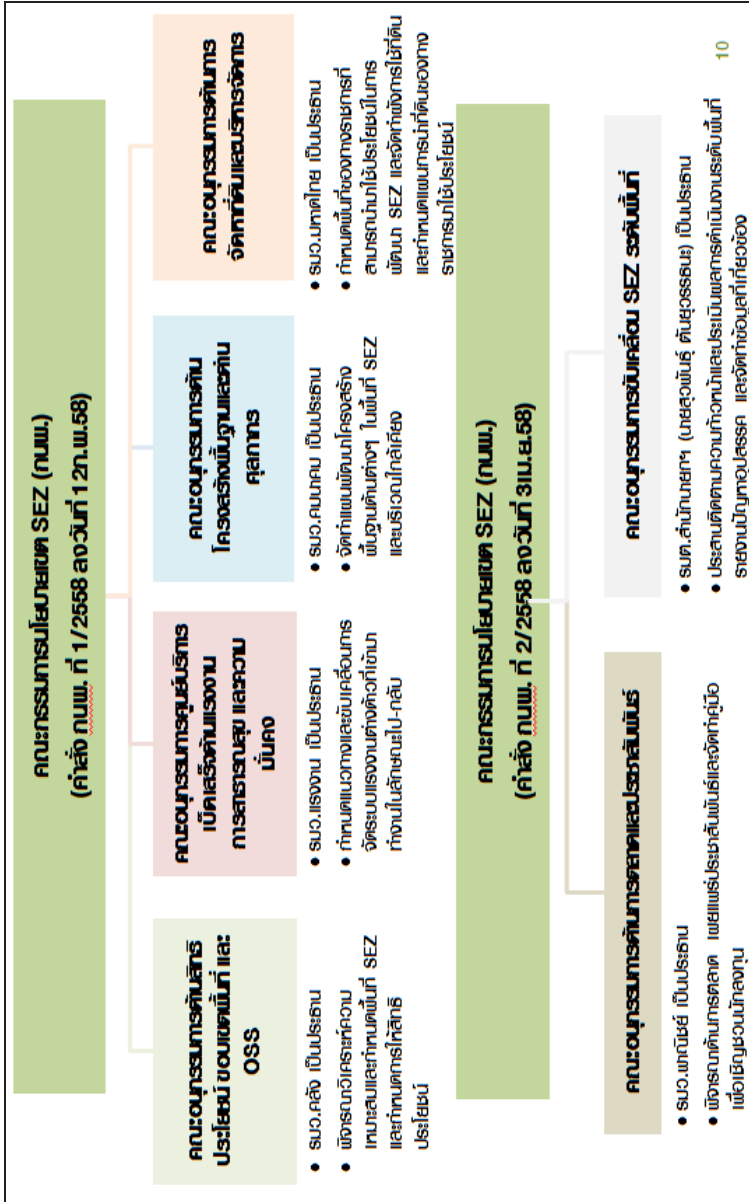 คณะกรรมการนโยบายเขต SEZ (กนพ.)
(คำสั่ง กนพ. ที่ 1/2558 ลงวันที่ 12ก.พ.58)
คณะอนุกรรมการด้านสิทธิ
ประโยชน์ ขอบเขตพื้นที่ และ
OSS
● รมว.คลัง เป็นประธาน
● พิจารณาวิเคราะห์ความ
เหมาะสมและกำหนดพื้นที่ SEZ
และกำหนดการให้สิทธิ
ประโยชน์
คณะอนุกรรมการศูนย์บริการ
เบ็ดเสร็จด้านแรงงาน
การสาธารณสุข และความ
มั่นคง
● รมว.แรงงาน เป็นประธาน
● กำหนดแนวทางและขับเคลื่อนการ
จัดระบบแรงงานต่างด้าวที่เข้ามา
ทำงานในลักษณะไป-กลับ
คณะอนุกรรมการด้าน
โครงสร้างพื้นฐานและด่าน
ศุลกากร
● รมว.คมนาคม เป็นประธาน
● จัดทำแผนพัฒนาโครงสร้าง
พื้นฐานด้านต่างๆ ในพื้นที่ SEZ
และบริเวณใกล้เคียง
คณะอนุกรรมการด้านการ
จัดหาที่ดินและบริหารจัดการ
● รมว.มหาดไทย เป็นประธาน
● กำหนดพื้นที่ของทางราชการที่
สามารถนำมาใช้ประโยชน์ในการ
พัฒนา SEZ และจัดทำผังการใช้ที่ดิน
และกำหนดแผนการนำที่ดินของทาง
ราชการมาใช้ประโยชน์
คณะกรรมการนโยบายเขต SEZ (กนพ.)
(คำสั่ง กนพ. ที่ 2/2558 ลงวันที่ 3เม.ย.58)
คณะอนุกรรมการด้านการตลาดและประชาสัมพันธ์
● รมว.พาณิชย์ เป็นประธาน
● พิจารณาด้านการตลาด เผยแพร่ประชาสัมพันธ์และจัดทำคู่มือ
เพื่อเชิญชวนนักลงทุน
คณะอนุกรรมการขับเคลื่อน SEZ ระดับพื้นที่
● รมต.สำนักนายกฯ (นายสุวพันธุ์ ตันยุวรรธนะ) เป็นประธาน
● ประสานติดตามความก้าวหน้าและประเมินผลการดำเนินงานระดับพื้นที่
รายงานปัญหาอุปสรรค และจัดทำข้อมูลที่เกี่ยวข้อง
10